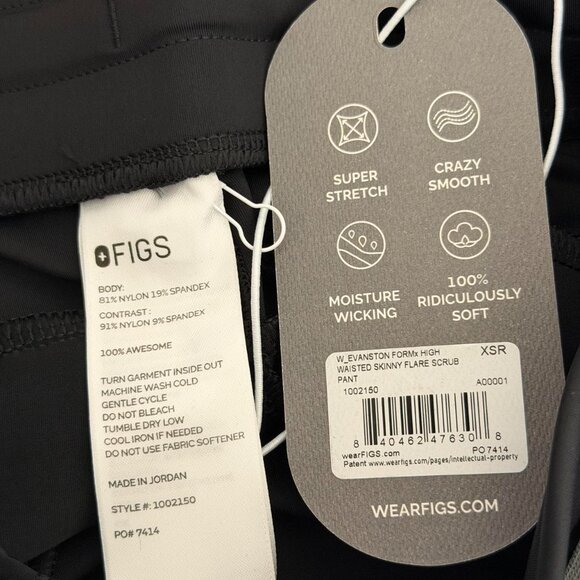 FIGS
BODY:
81% NYLON 19% SPANDEX
CONTRAST:
91% NYLON 9% SPANDEX
100% AWESOME
TURN GARMENT INSIDE OUT
MACHINE WASH COLD
GENTLE CYCLE
DO NOT BLEACH
TUMBLE DRY LOW
COOL IRON IF NEEDED
DO NOT USE FABRIC SOFTENER
MADE IN JORDAN
STYLE #: 1002150
PO# 7414
SUPER
STRETCH
CRAZY
SMOOTH
MOISTURE
WICKING
100%
RIDICULOUSLY
SOFT
W_EVANSTON FORMx HIGH XSR
WAISTED SKINNY FLARE SCRUB
PANT
1002150 A00001
8 40462 47630 8
wearFIGS.com PO 7414
Patent www.wearfigs.com/pages/intellectual-property
WEARFIGS.COM